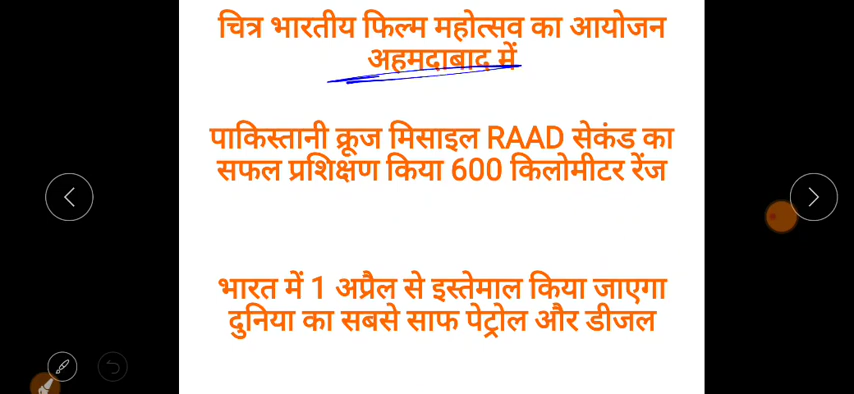 चित्र भारतीय फिल्म महोत्सव का आयोजन
अहमदाबाद में
पाकिस्तानी क्रूज मिसाइल RAAD सेकंड का
सफल प्रशिक्षण किया 600 किलोमीटर रेंज
भारत में 1 अप्रैल से इस्तेमाल किया जाएगा
दुनिया का सबसे साफ पेट्रोल और डीजल